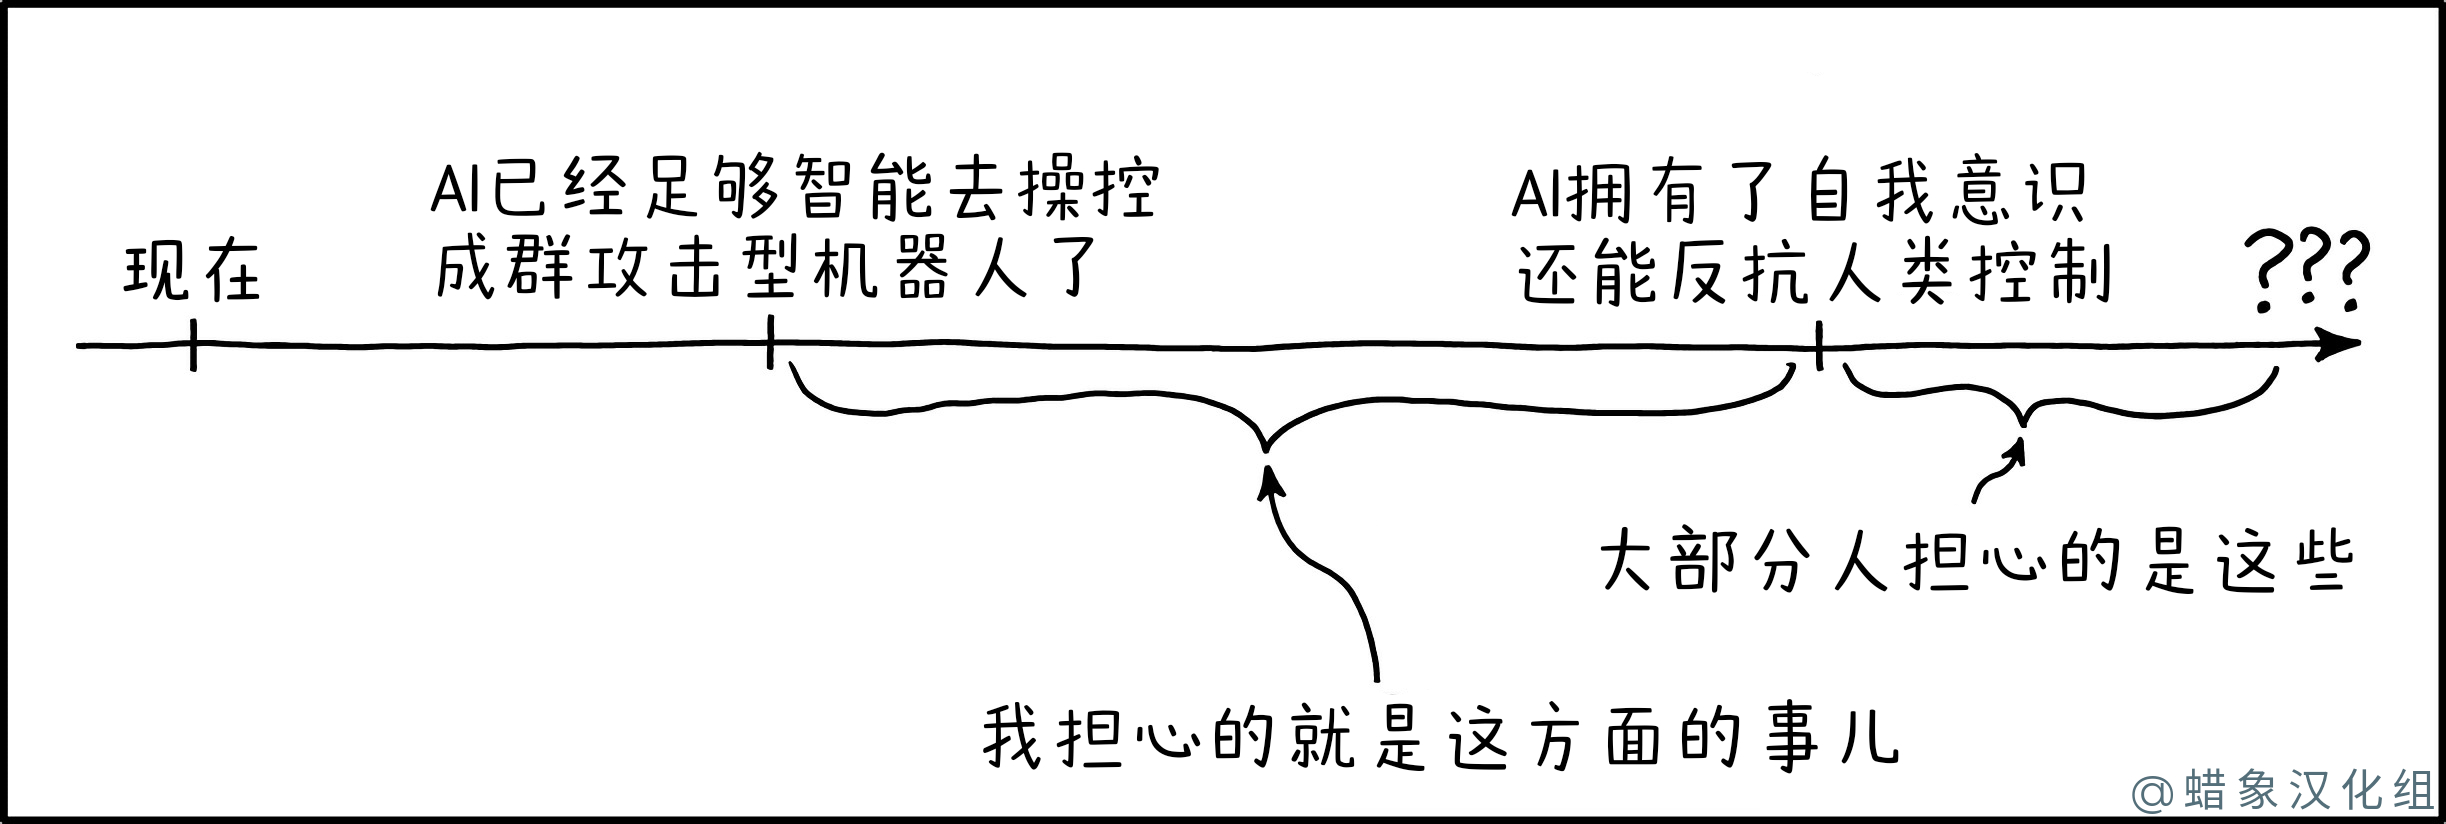 现在
AI已经足够智能去操控
成群攻击型机器人了
AI拥有了自我意识
还能反抗人类控制
???
大部分人担心的是这些
我担心的就是这方面的事儿
@蜡象汉化组